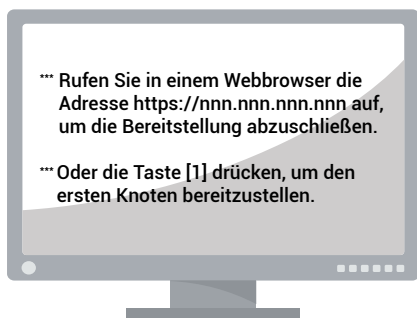 *** Rufen Sie in einem Webbrowser die
Adresse https://nnn.nnn.nnn.nnn auf,
um die Bereitstellung abzuschließen.
*** Oder die Taste [1] drücken, um den
ersten Knoten bereitzustellen.